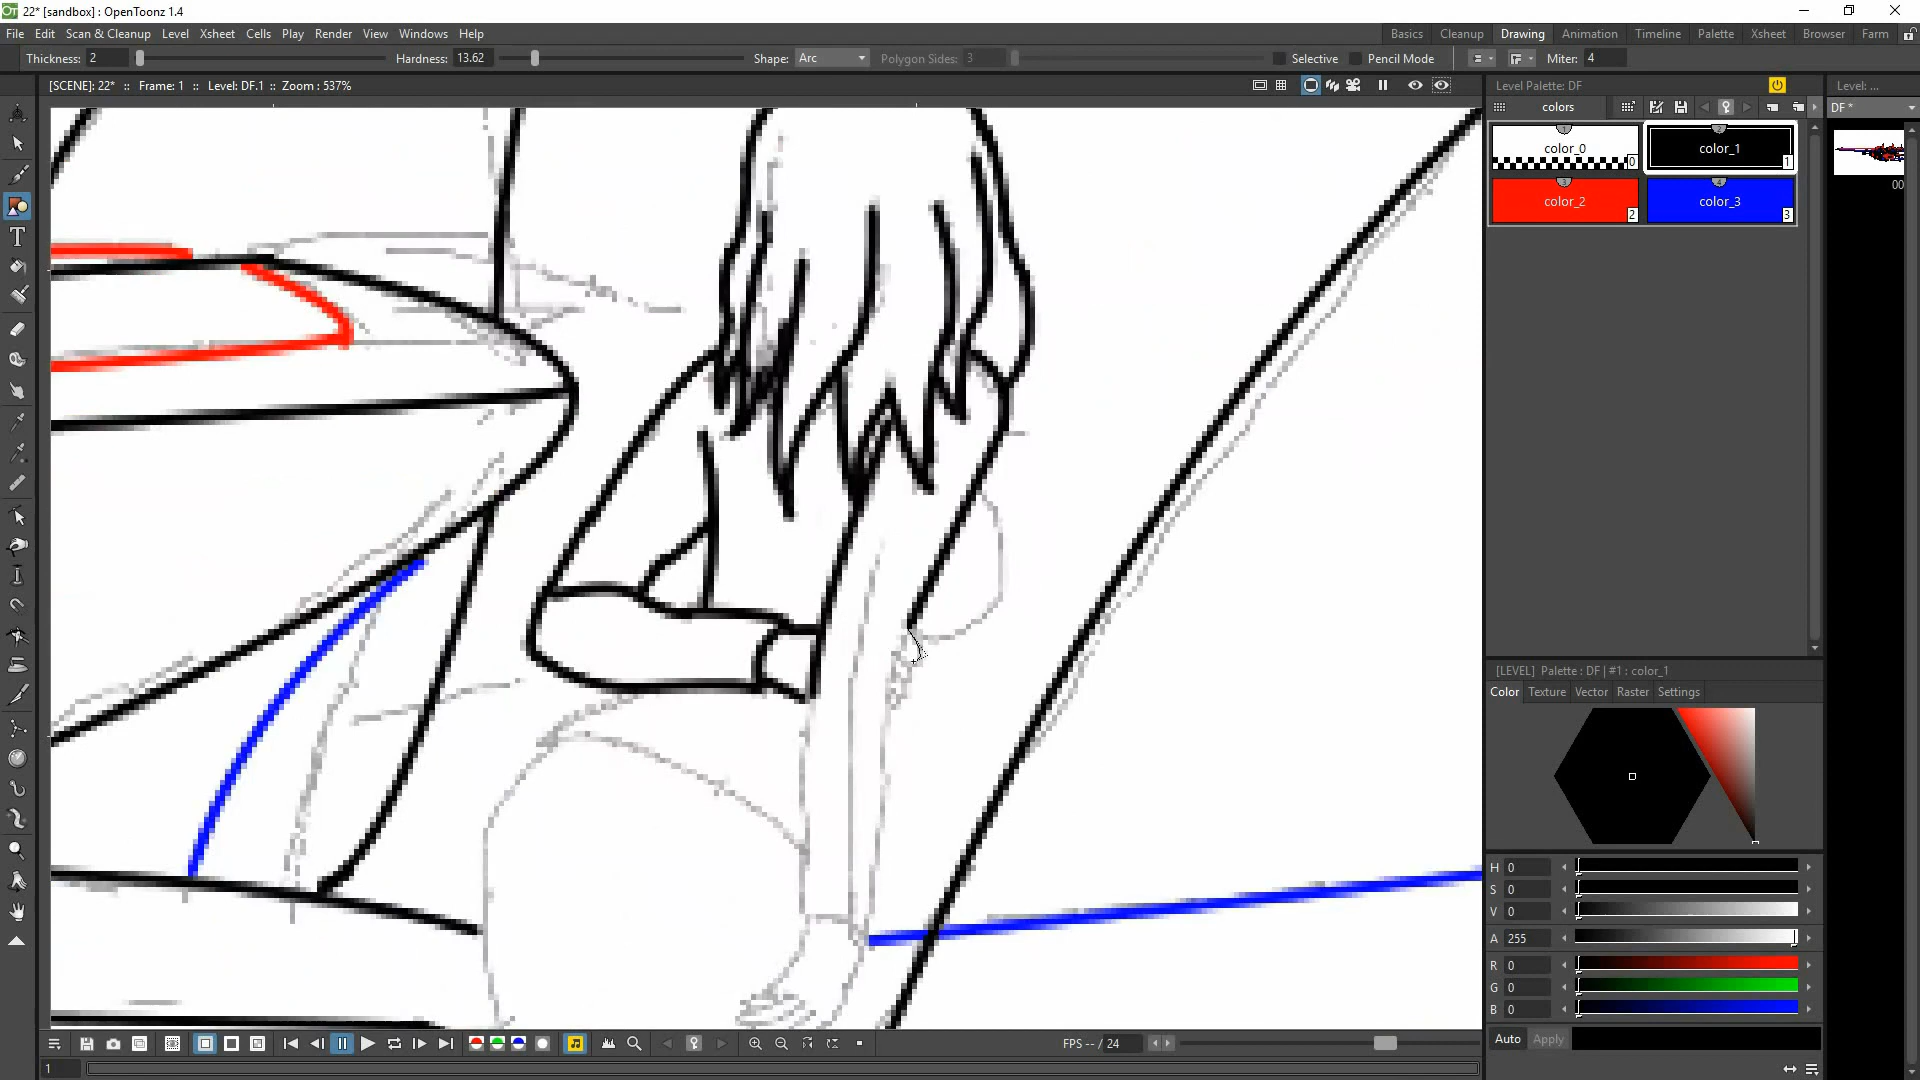 22* [sandbox] : OpenToonz 1.4
File Edit Scan & Cleanup Level Xsheet Cells Play Render View Windows Help
Basics Cleanup Drawing Animation Timeline Palette Xsheet Browser Farm
Thickness: 2 Hardness: 13.62 Shape: Arc Polygon Sides: 3 Selective Pencil Mode Miter: 4
[SCENE]: 22* :: Frame: 1 :: Level: DF.1 :: Zoom : 537%
Level Palette: DF
Level: ...
colors
DF *
color_0 0
color_1 1
color_2 2
color_3 3
00
[LEVEL] Palette : DF | #1 : color_1
Color Texture Vector Raster Settings
H 0
S 0
V 0
A 255
R 0
G 0
B 0
Auto Apply
FPS -- / 24
1